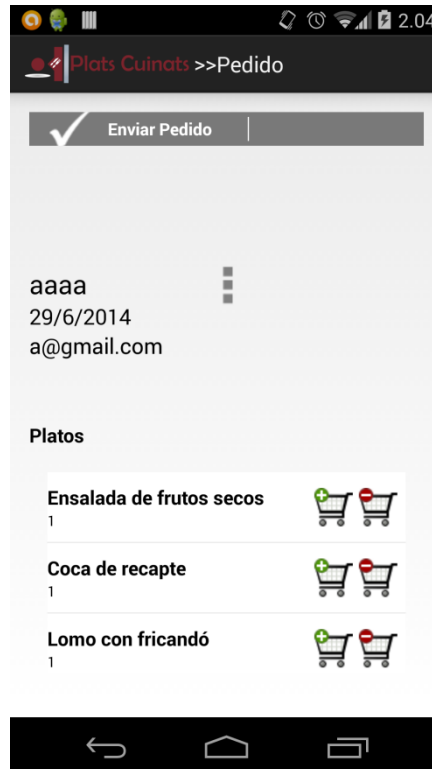 2.04
Plats Cuinats >>Pedido
Enviar Pedido
aaaa
29/6/2014
a@gmail.com
Platos
Ensalada de frutos secos
1
Coca de recapte
1
Lomo con fricandó
1